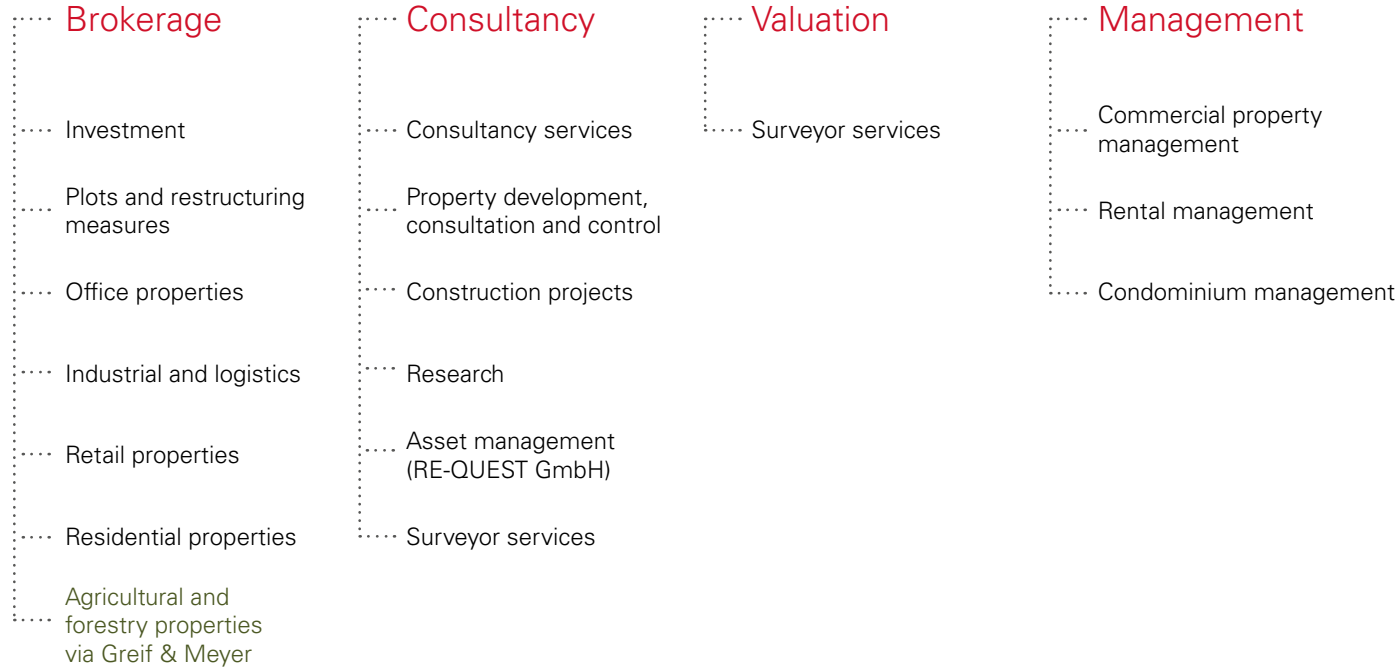 Brokerage
Investment
Plots and restructuring
measures
Office properties
Industrial and logistics
Retail properties
Residential properties
Agricultural and
forestry properties
via Greif & Meyer
Consultancy
Consultancy services
Property development,
consultation and control
Construction projects
Research
Asset management
(RE-QUEST GmbH)
Surveyor services
Valuation
Surveyor services
Management
Commercial property
management
Rental management
Condominium management